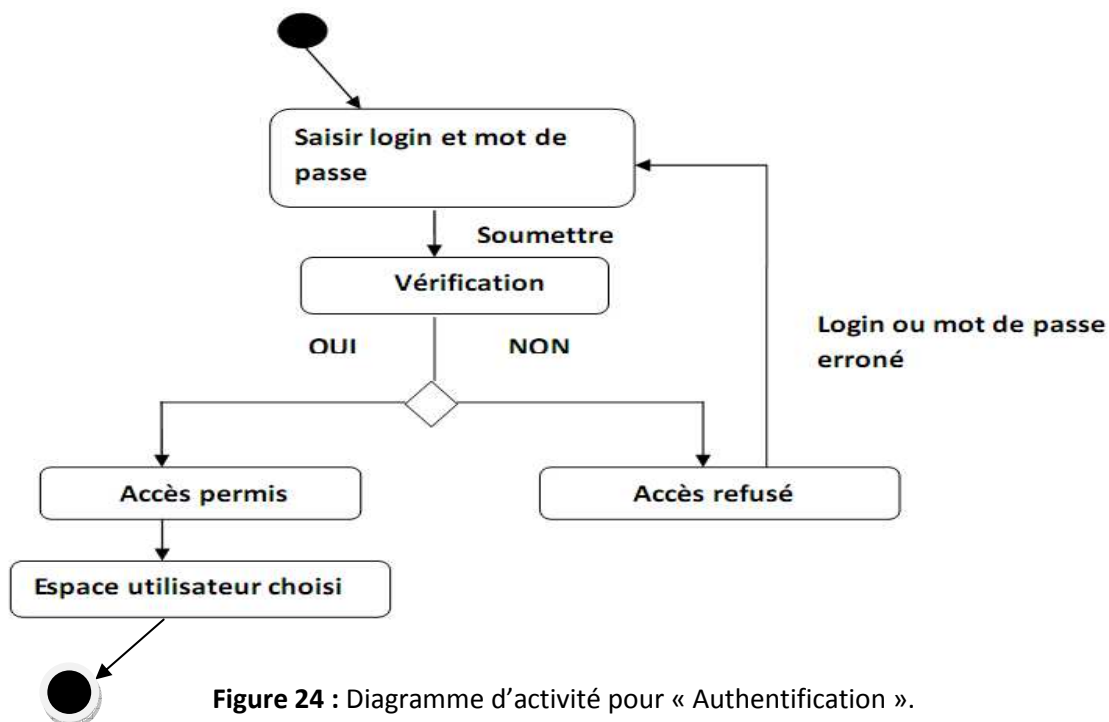 Saisir login et mot de
passe
Soumettre
Vérification
OUI
NON
Login ou mot de passe
erroné
Accès permis
Accès refusé
Espace utilisateur choisi
Figure 24 : Diagramme d’activité pour « Authentification ».